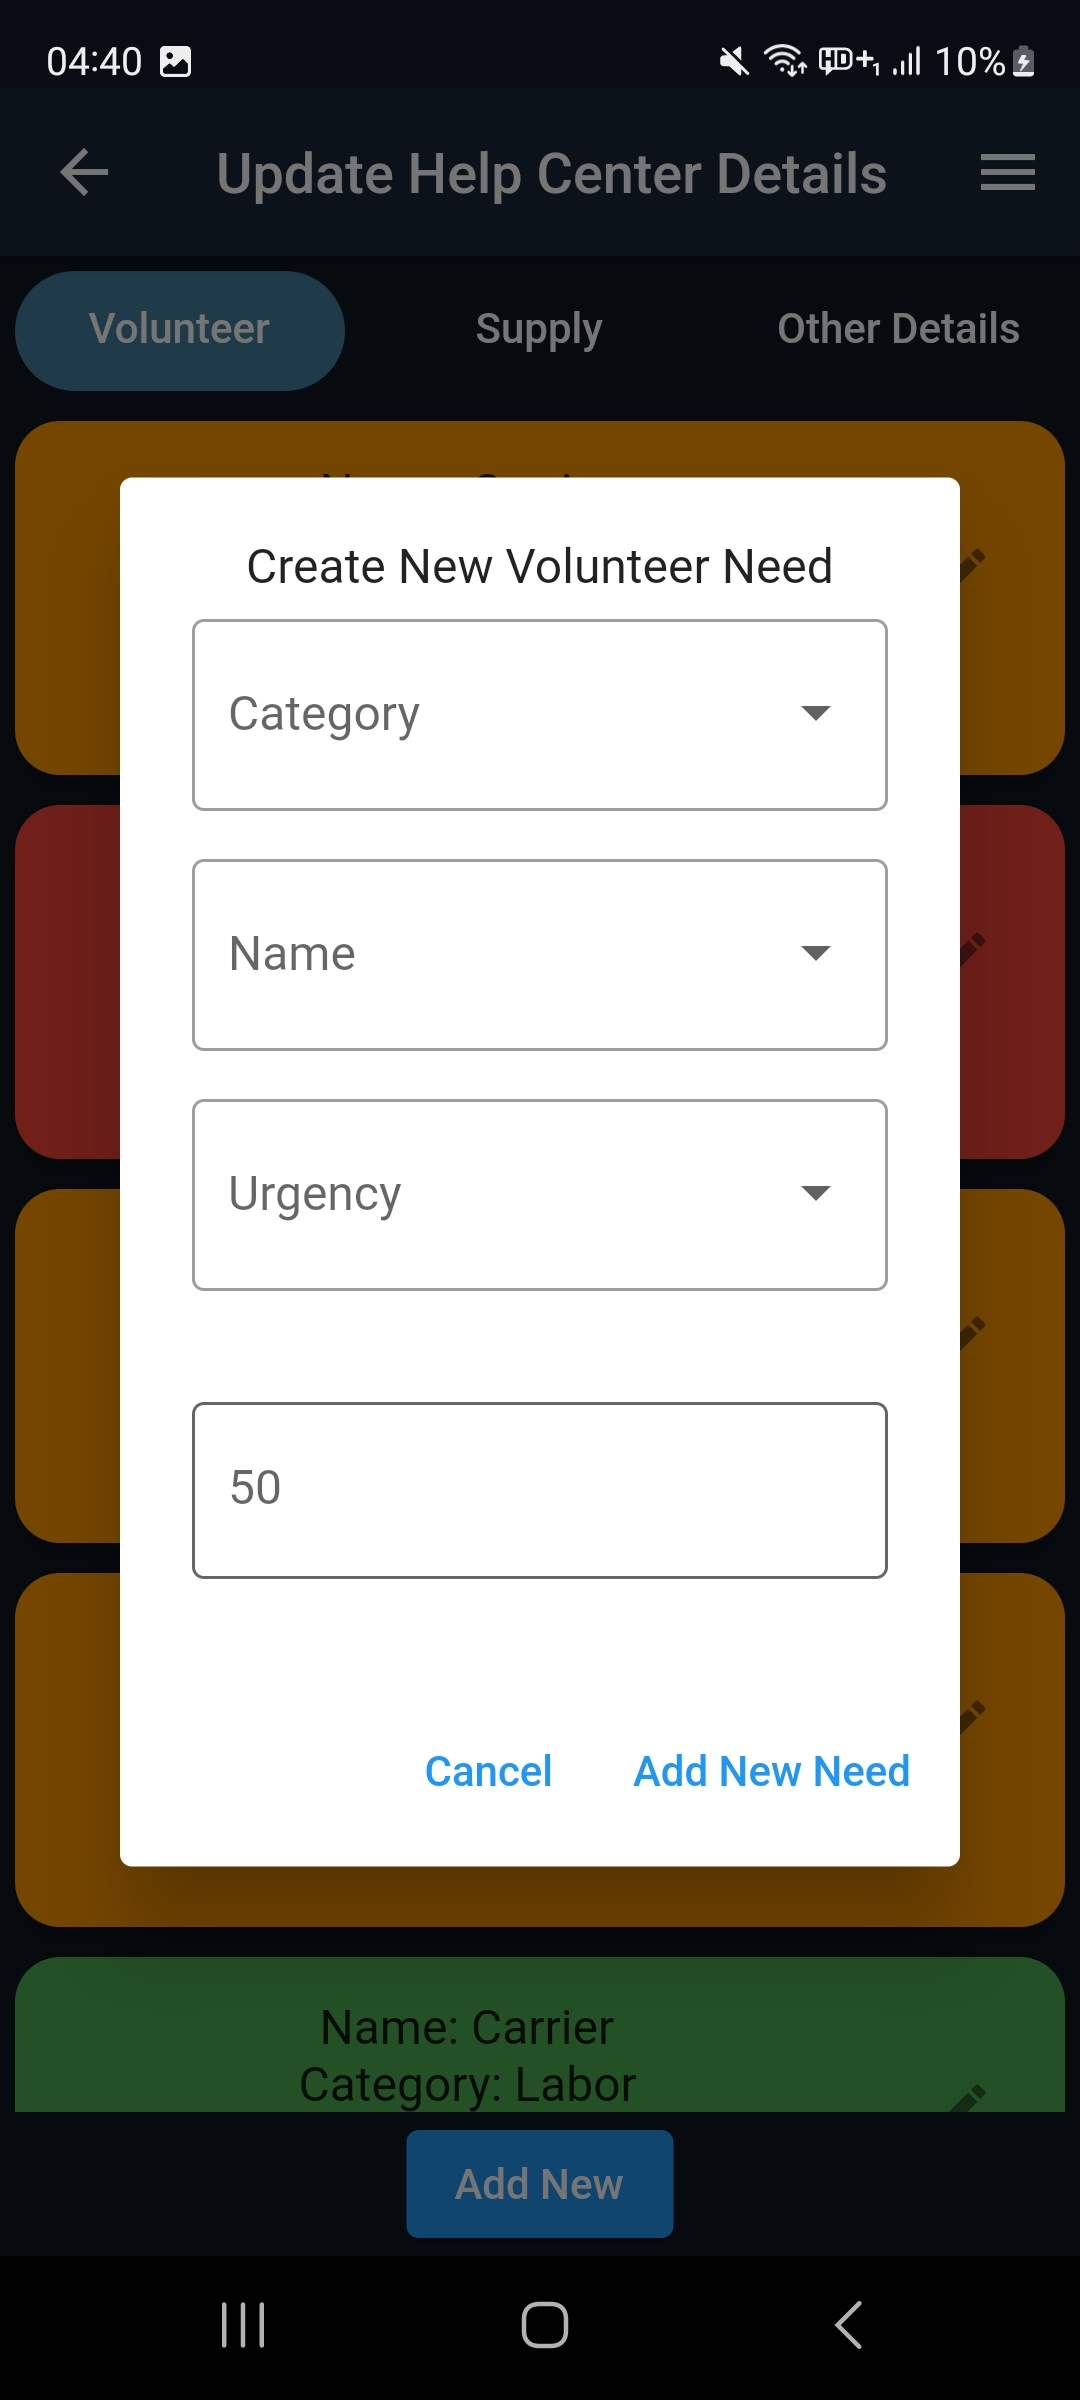 04:40
10%
Update Help Center Details
Volunteer
Supply
Other Details
Create New Volunteer Need
Category
Name
Urgency
50
Cancel
Add New Need
Name: Carrier
Category: Labor
Add New